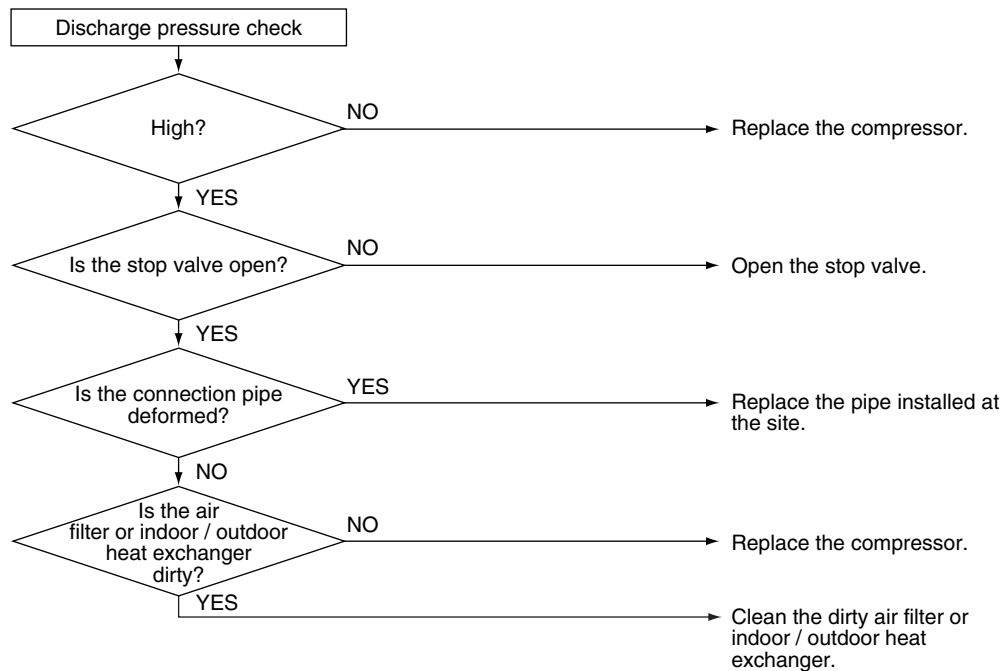 Discharge pressure check
High?
NO
Replace the compressor.
YES
Is the stop valve open?
NO
Open the stop valve.
YES
Is the connection pipe
deformed?
YES
Replace the pipe installed at
the site.
NO
Is the air
filter or indoor / outdoor
heat exchanger
dirty?
NO
Replace the compressor.
YES
Clean the dirty air filter or
indoor / outdoor heat
exchanger.